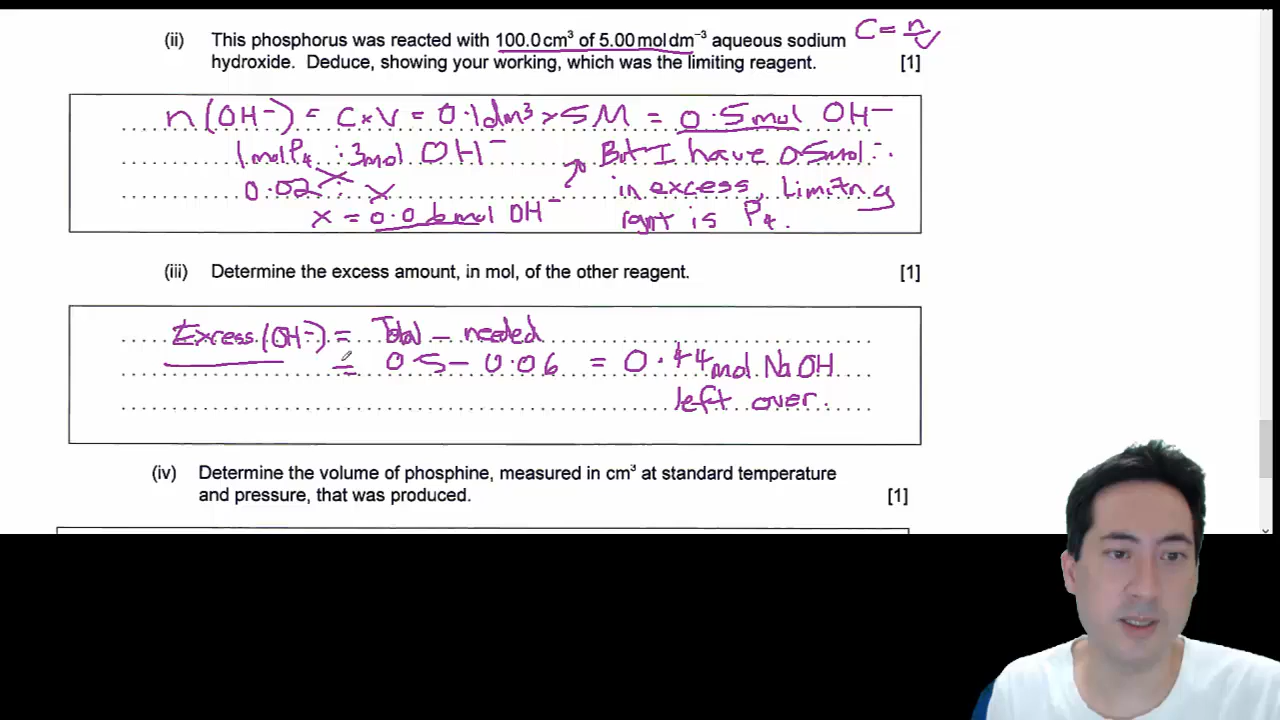 (ii) This phosphorus was reacted with 100.0 cm³ of 5.00 mol dm⁻³ aqueous sodium C = n/V
hydroxide. Deduce, showing your working, which was the limiting reagent. [1]
n(OH⁻) = C×V = 0.1dm³ × 5M = 0.5mol OH⁻
1mol P₄ : 3mol OH⁻ But I have 0.5mol ∴
0.02 : x in excess, Limiting
x = 0.06mol OH⁻ rgnt is P₄.
(iii) Determine the excess amount, in mol, of the other reagent. [1]
Excess (OH⁻) = Total – needed
= 0.5 – 0.06 = 0.44 mol NaOH
left over.
(iv) Determine the volume of phosphine, measured in cm³ at standard temperature
and pressure, that was produced. [1]